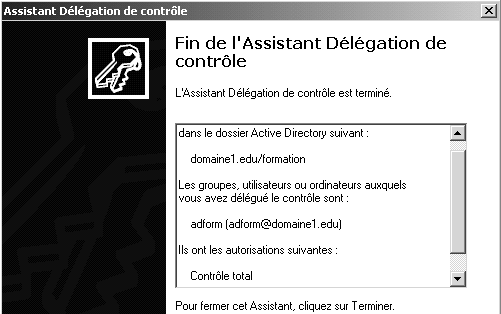 Assistant Délégation de contrôle
Fin de l'Assistant Délégation de
contrôle
L'Assistant Délégation de contrôle est terminé.
dans le dossier Active Directory suivant :
domaine1.edu/formation
Les groupes, utilisateurs ou ordinateurs auxquels
vous avez délégué le contrôle sont :
adform (adform@domaine1.edu)
Ils ont les autorisations suivantes :
Contrôle total
Pour fermer cet Assistant, cliquez sur Terminer.